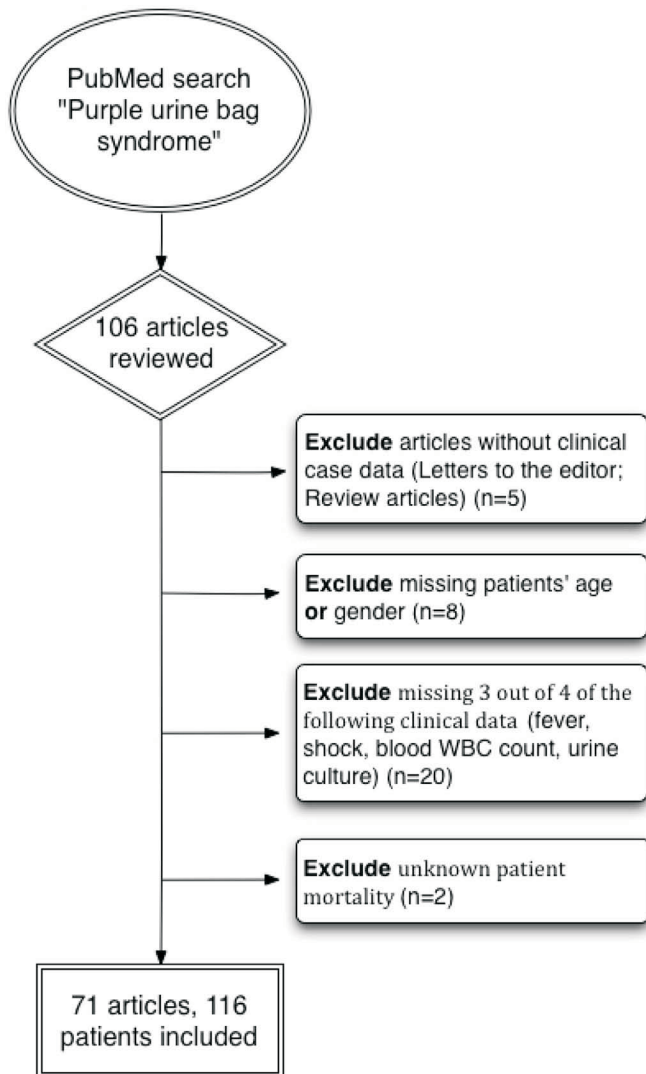 PubMed search
"Purple urine bag
syndrome"
106 articles
reviewed
Exclude articles without clinical
case data (Letters to the editor;
Review articles) (n=5)
Exclude missing patients' age
or gender (n=8)
Exclude missing 3 out of 4 of the
following clinical data (fever,
shock, blood WBC count, urine
culture) (n=20)
Exclude unknown patient
mortality (n=2)
71 articles, 116
patients included